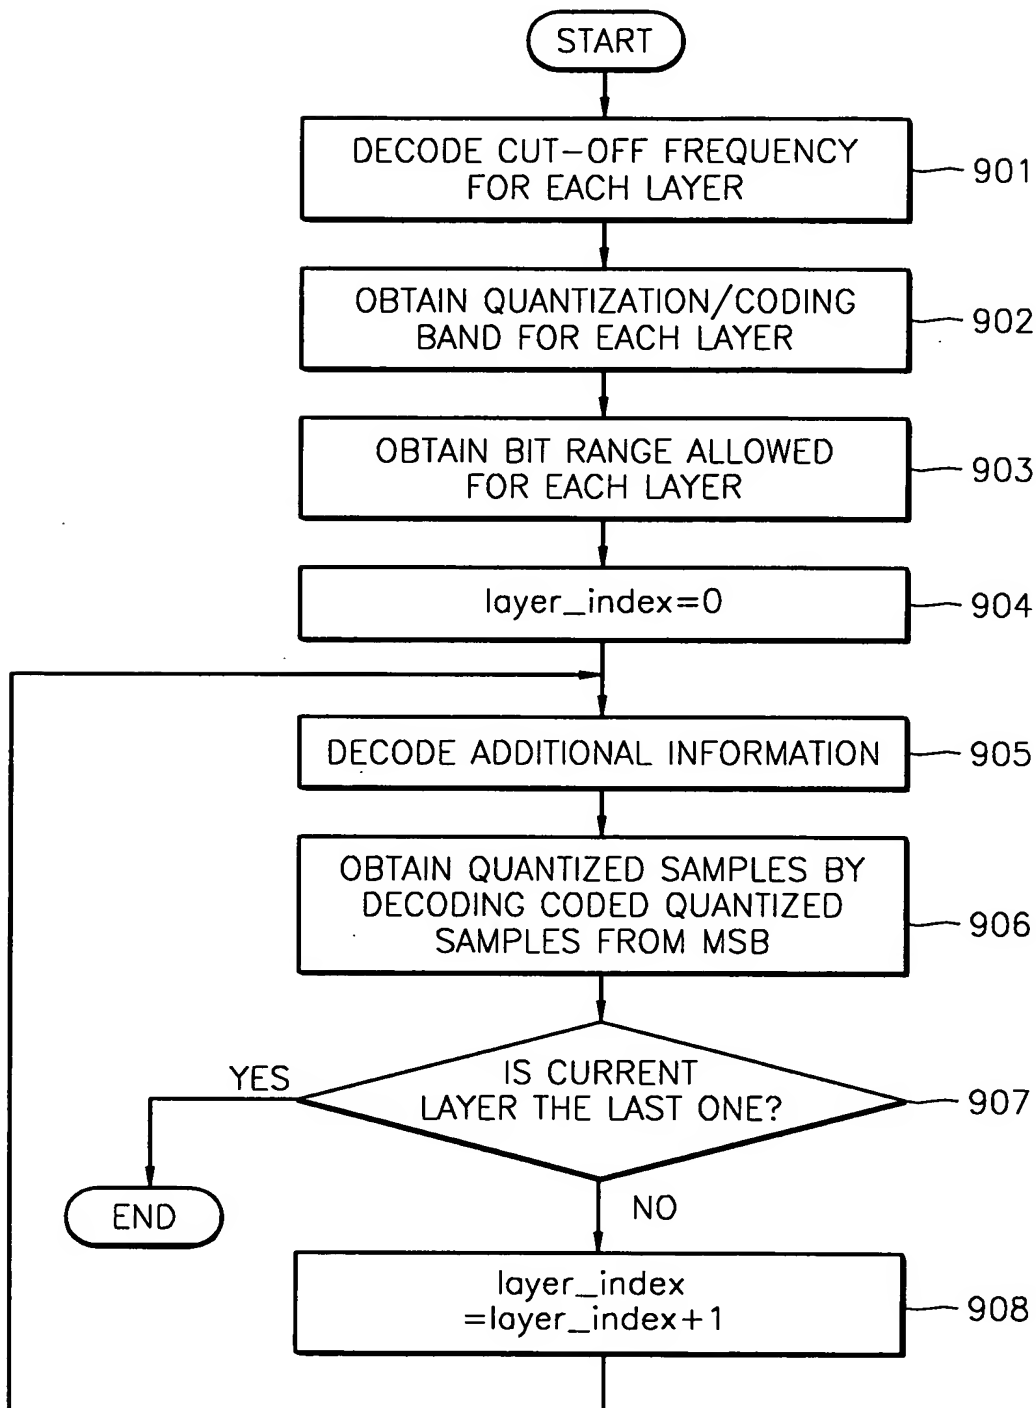 START
DECODE CUT-OFF FREQUENCY
FOR EACH LAYER
901
OBTAIN QUANTIZATION/CODING
BAND FOR EACH LAYER
902
OBTAIN BIT RANGE ALLOWED
FOR EACH LAYER
903
layer_index=0
904
DECODE ADDITIONAL INFORMATION
905
OBTAIN QUANTIZED SAMPLES BY
DECODING CODED QUANTIZED
SAMPLES FROM MSB
906
YES
IS CURRENT
LAYER THE LAST ONE?
907
END
NO
layer_index
=layer_index+1
908